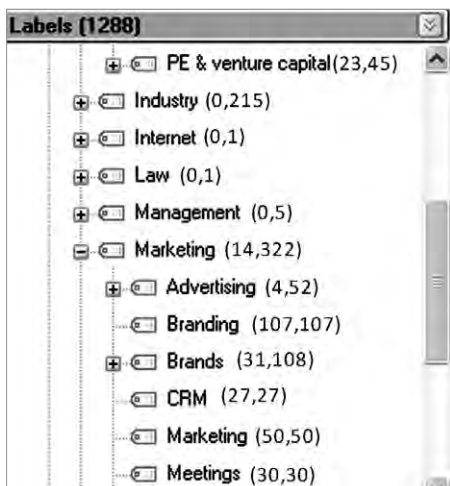 Labels (1288)
PE & venture capital (23,45)
Industry (0,215)
Internet (0,1)
Law (0,1)
Management (0,5)
Marketing (14,322)
Advertising (4,52)
Branding (107,107)
Brands (31,108)
CRM (27,27)
Marketing (50,50)
Meetings (30,30)